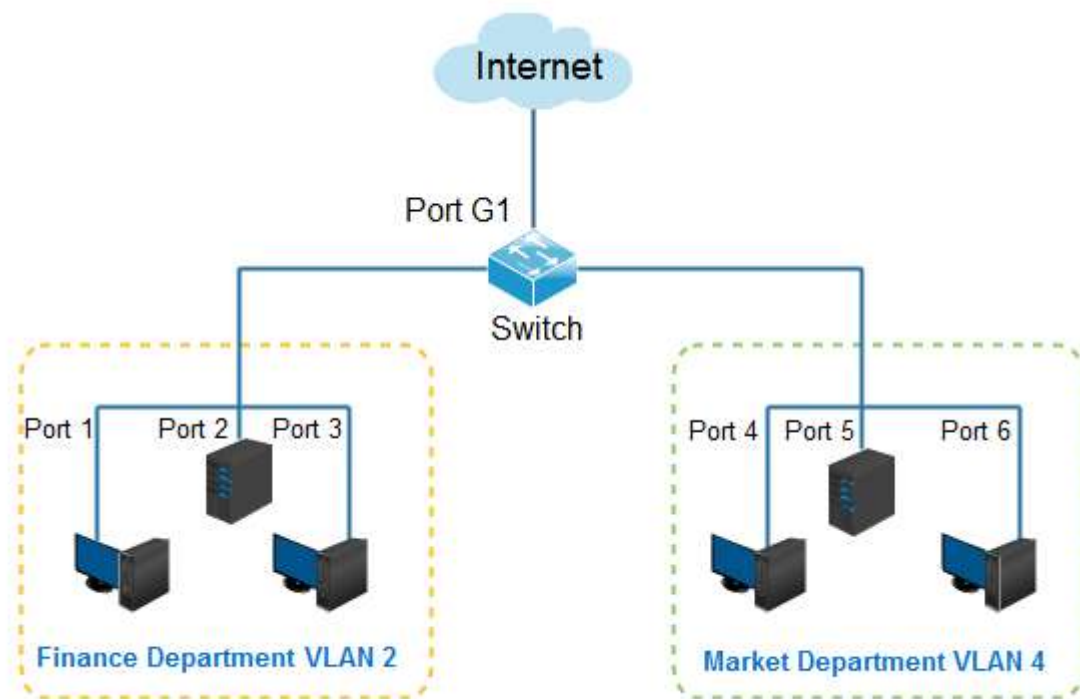 Internet
Port G1
Switch
Port 1
Port 2
Port 3
Port 4
Port 5
Port 6
Finance Department VLAN 2
Market Department VLAN 4